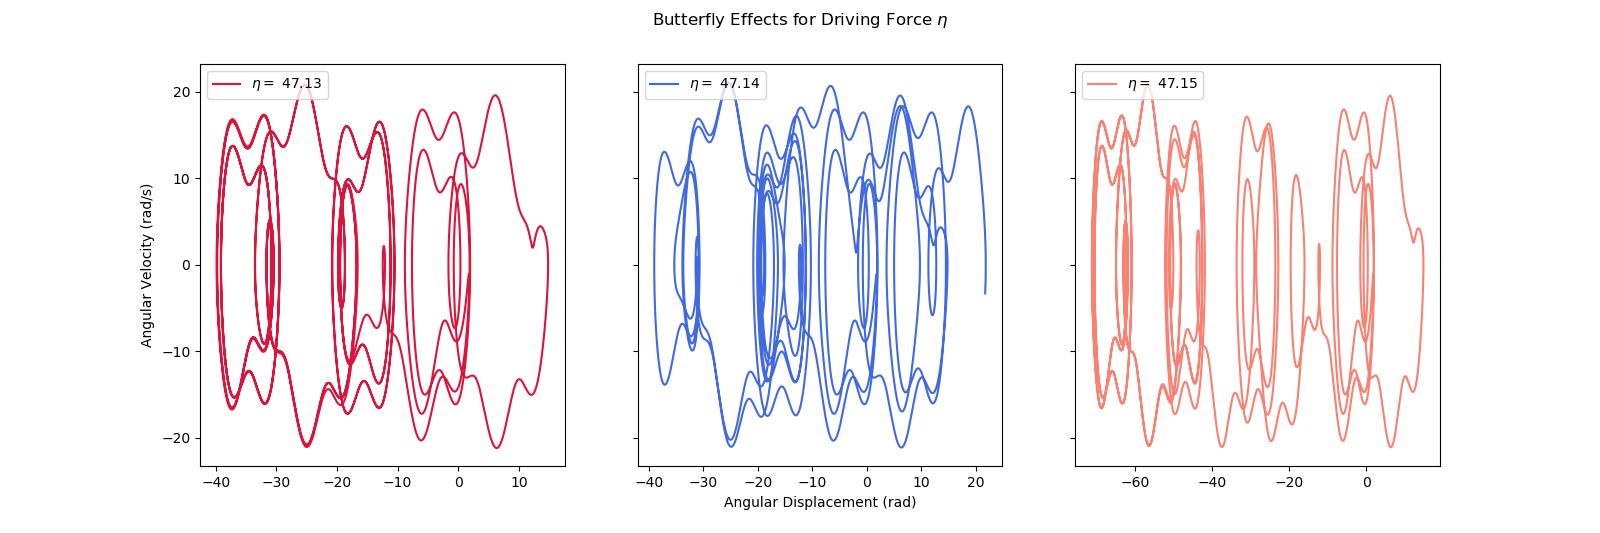 Butterfly Effects for Driving Force η
η = 47.13
η = 47.14
η = 47.15
Angular Velocity (rad/s)
20
10
0
−10
−20
−40 −30 −20 −10 0 10
−40 −30 −20 −10 0 10 20
−60 −40 −20 0
Angular Displacement (rad)